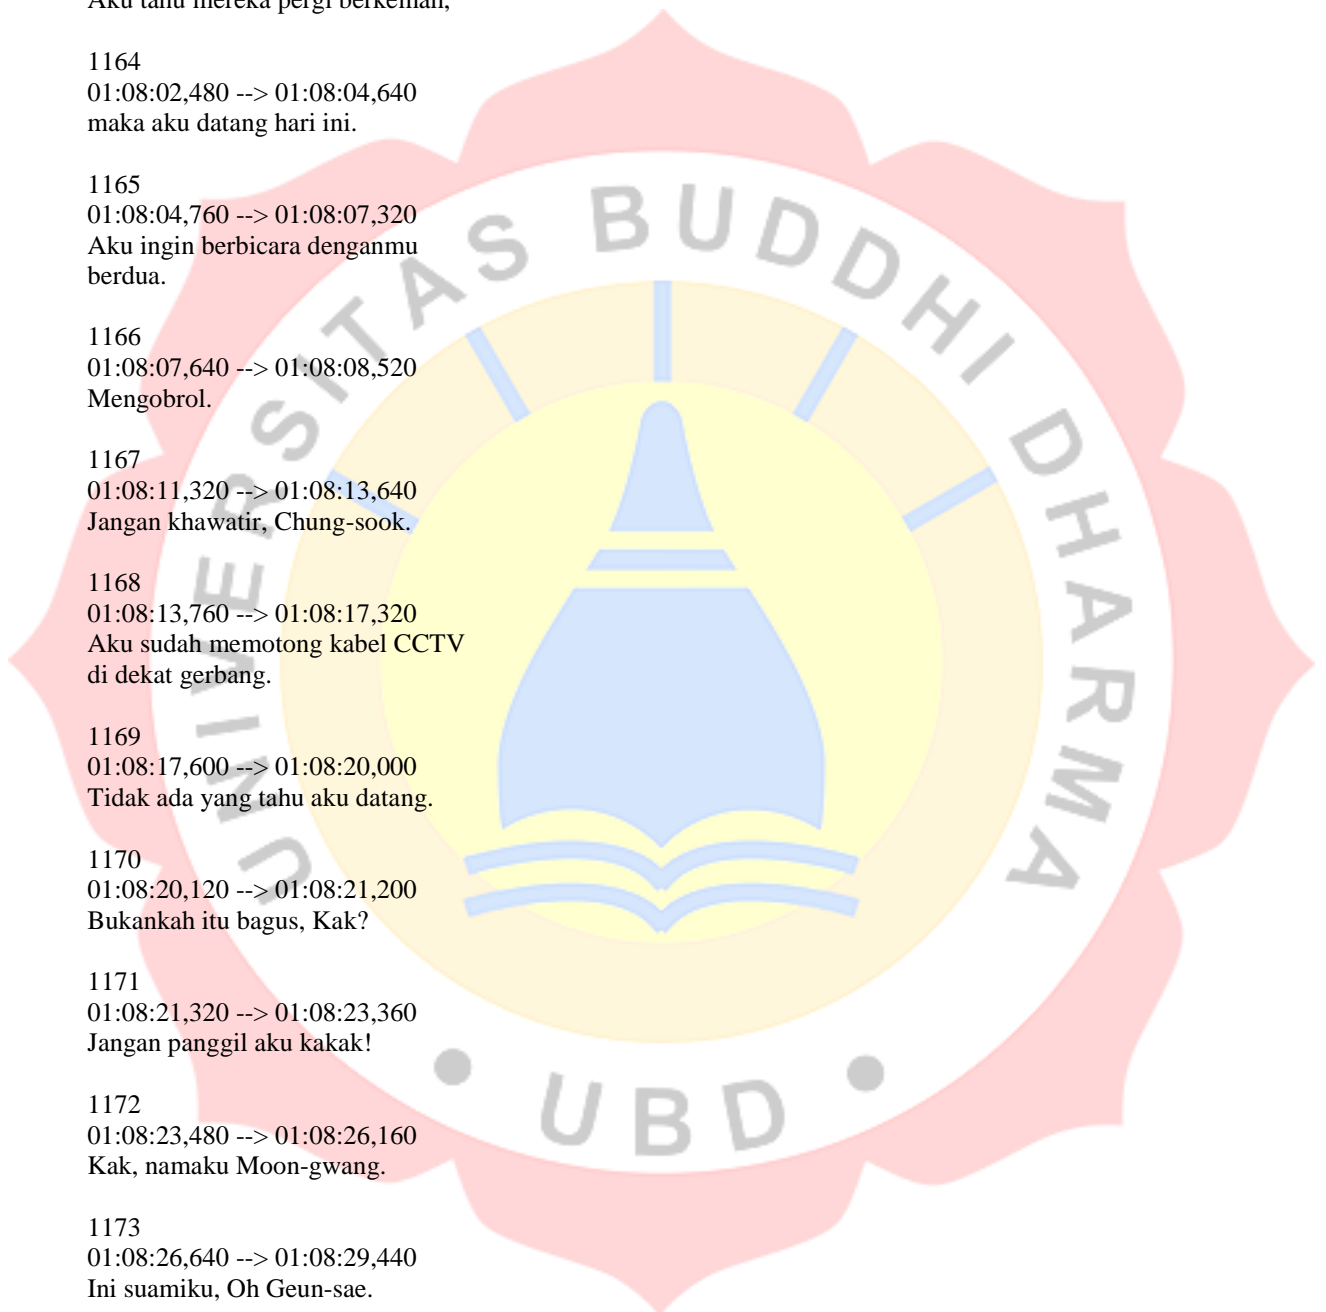 Aku tahu mereka pergi berkemah,
1164
01:08:02,480 --> 01:08:04,640
maka aku datang hari ini.
1165
01:08:04,760 --> 01:08:07,320
Aku ingin berbicara denganmu
berdua.
1166
01:08:07,640 --> 01:08:08,520
Mengobrol.
1167
01:08:11,320 --> 01:08:13,640
Jangan khawatir, Chung-sook.
1168
01:08:13,760 --> 01:08:17,320
Aku sudah memotong kabel CCTV
di dekat gerbang.
1169
01:08:17,600 --> 01:08:20,000
Tidak ada yang tahu aku datang.
1170
01:08:20,120 --> 01:08:21,200
Bukankah itu bagus, Kak?
1171
01:08:21,320 --> 01:08:23,360
Jangan panggil aku kakak!
1172
01:08:23,480 --> 01:08:26,160
Kak, namaku Moon-gwang.
1173
01:08:26,640 --> 01:08:29,440
Ini suamiku, Oh Geun-sae.
UNIVERSITAS BUDDHI DHARMA
• UBD •